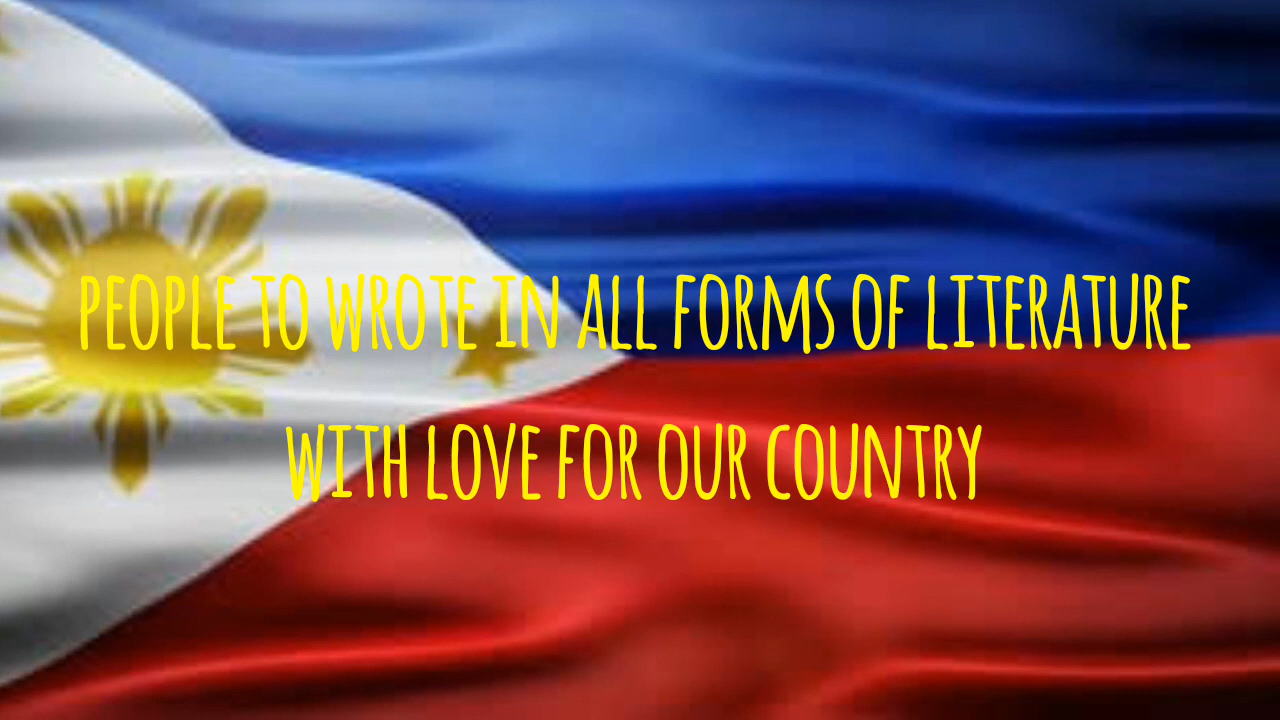 PEOPLE TO WROTE IN ALL FORMS OF LITERATURE
WITH LOVE FOR OUR COUNTRY